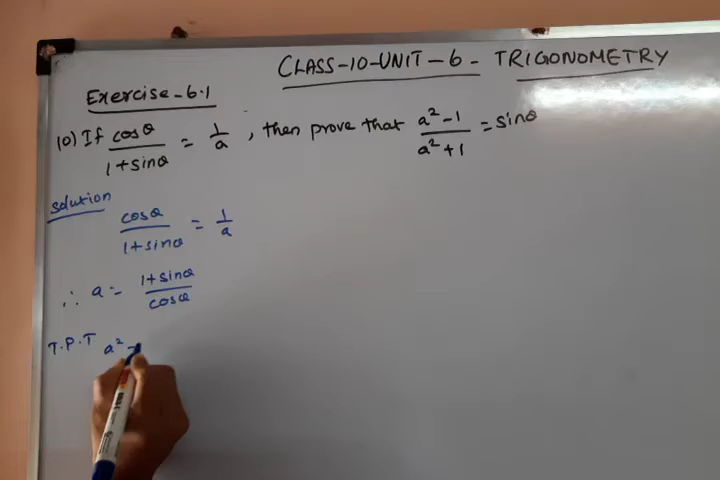 CLASS-10-UNIT-6- TRIGONOMETRY
Exercise-6.1
10) If cosθ/1+sinθ = 1/a, then prove that a²-1/a²+1 = sinθ
solution
cosθ/1+sinθ = 1/a
∴ a = 1+sinθ/cosθ
T.P.T a² -